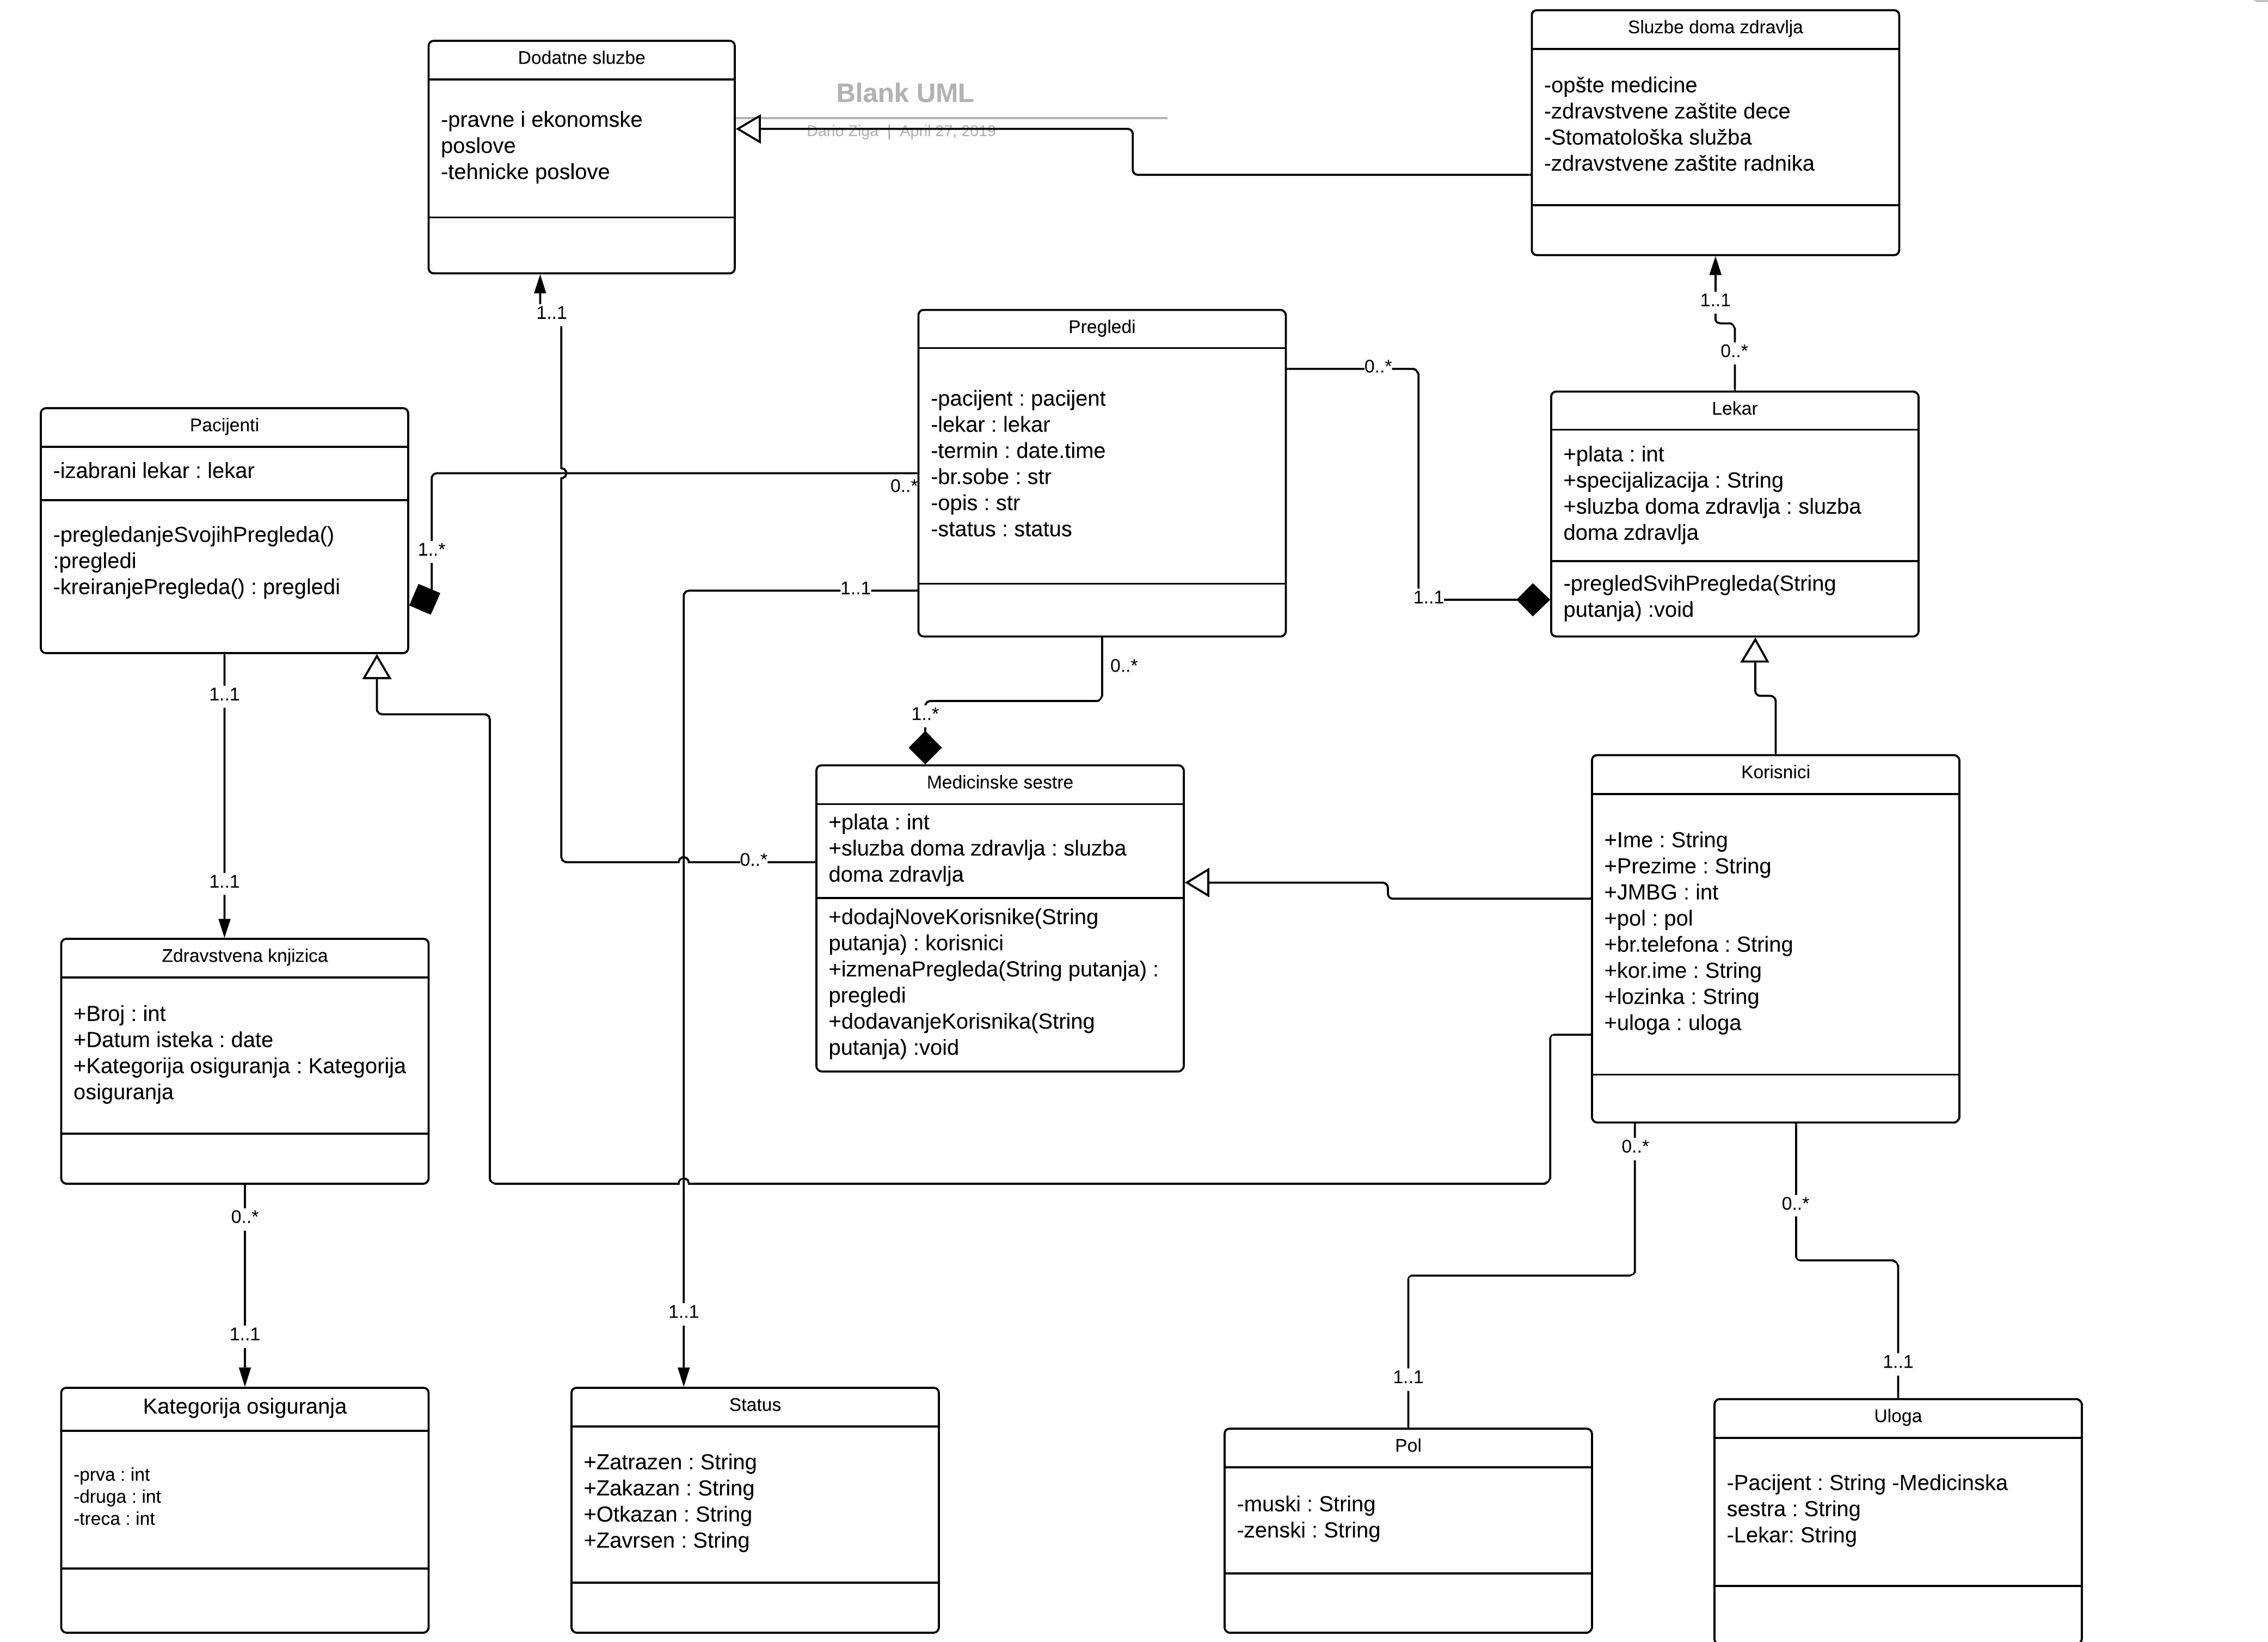 Dodatne sluzbe
-pravne i ekonomske
poslove
-tehnicke poslove
Blank UML
Dario Ziga | April 27, 2019
Sluzbe doma zdravlja
-opšte medicine
-zdravstvene zaštite dece
-Stomatološka služba
-zdravstvene zaštite radnika
1..1
1..1
0..*
Pregledi
-pacijent : pacijent
-lekar : lekar
-termin : date.time
-br.sobe : str
-opis : str
-status : status
0..*
1..1
0..*
1..*
1..1
0..*
1..*
Lekar
+plata : int
+specijalizacija : String
+sluzba doma zdravlja : sluzba
doma zdravlja
-pregledSvihPregleda(String
putanja) :void
Pacijenti
-izabrani lekar : lekar
-pregledanjeSvojihPregleda()
:pregledi
-kreiranjePregleda() : pregledi
1..1
1..1
Medicinske sestre
+plata : int
+sluzba doma zdravlja : sluzba
doma zdravlja
+dodajNoveKorisnike(String
putanja) : korisnici
+izmenaPregleda(String putanja) :
pregledi
+dodavanjeKorisnika(String
putanja) :void
0..*
Korisnici
+Ime : String
+Prezime : String
+JMBG : int
+pol : pol
+br.telefona : String
+kor.ime : String
+lozinka : String
+uloga : uloga
Zdravstvena knjizica
+Broj : int
+Datum isteka : date
+Kategorija osiguranja : Kategorija
osiguranja
0..*
1..1
1..1
0..*
1..1
0..*
1..1
Kategorija osiguranja
-prva : int
-druga : int
-treca : int
Status
+Zatrazen : String
+Zakazan : String
+Otkazan : String
+Zavrsen : String
Pol
-muski : String
-zenski : String
Uloga
-Pacijent : String -Medicinska
sestra : String
-Lekar: String